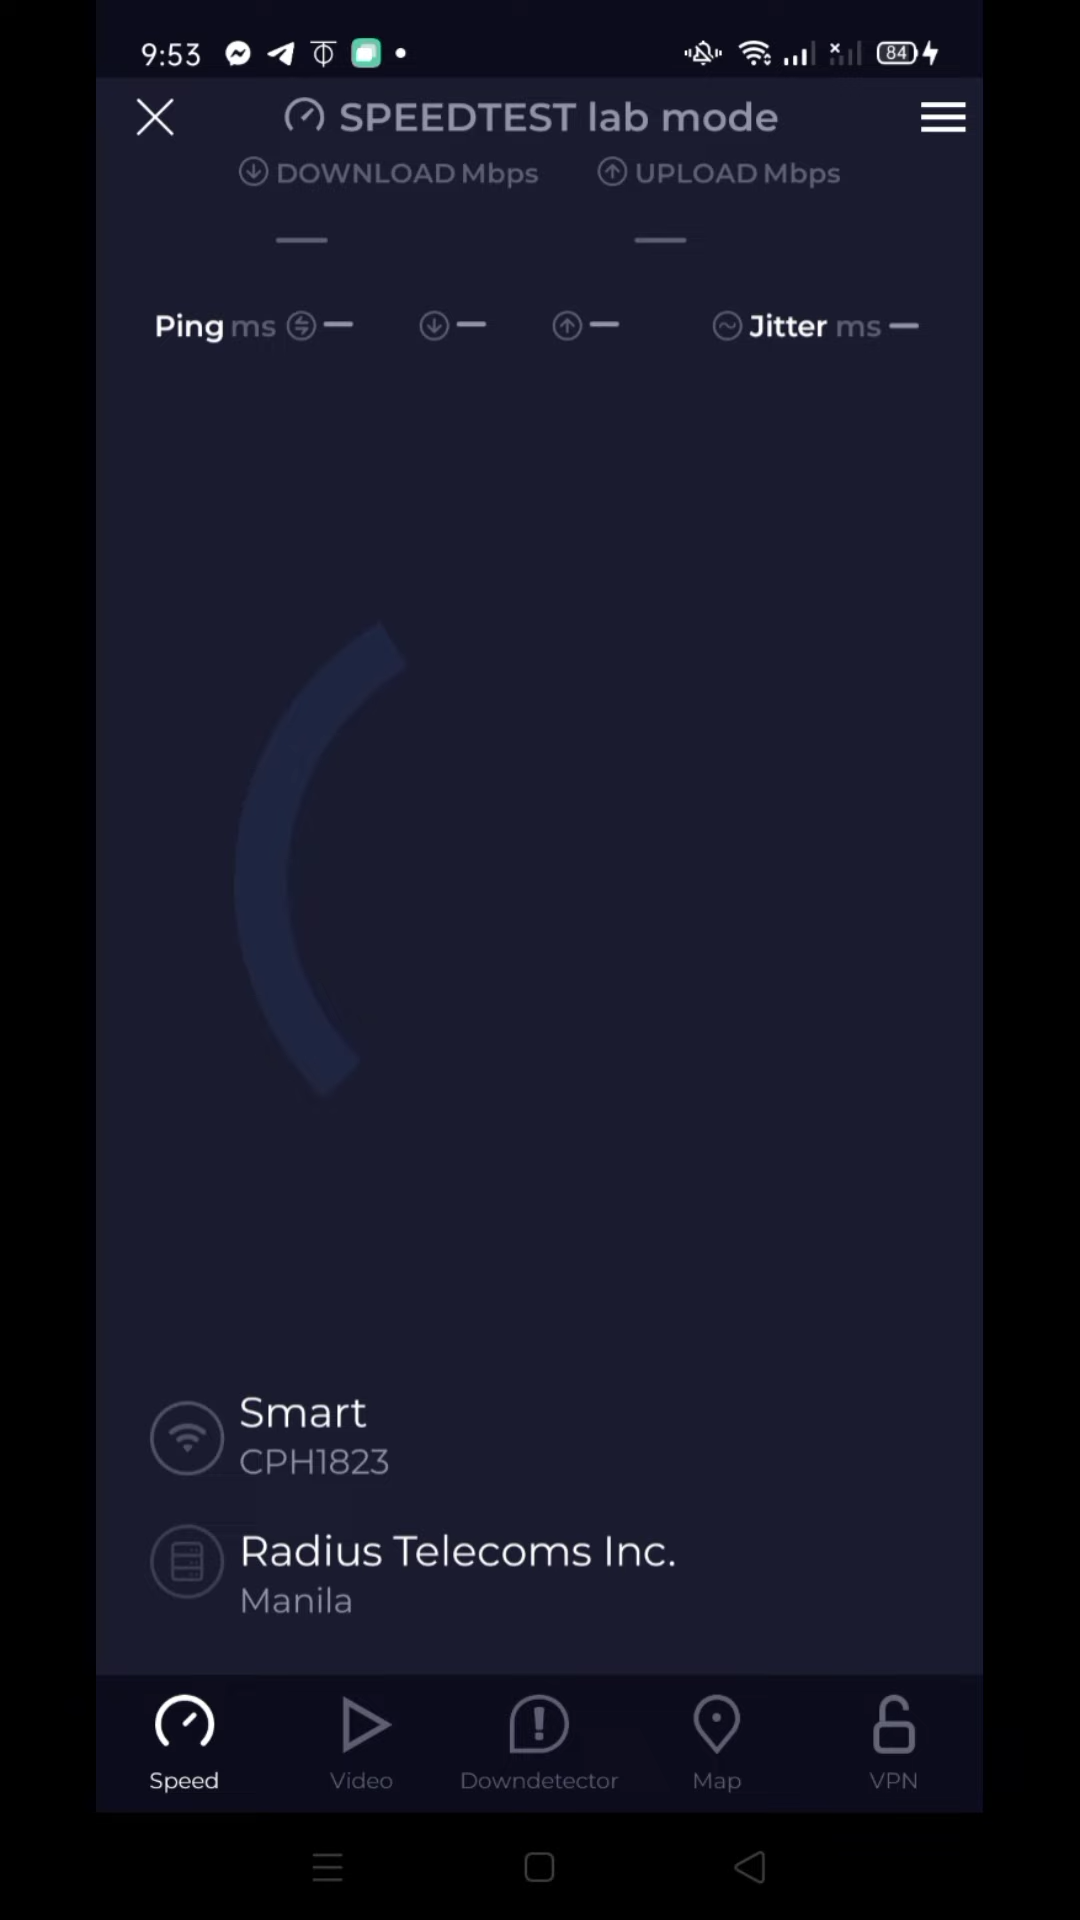 9:53
84
SPEEDTEST lab mode
DOWNLOAD Mbps UPLOAD Mbps
— —
Ping ms — — — Jitter ms —
Smart
CPH1823
Radius Telecoms Inc.
Manila
Speed Video Downdetector Map VPN